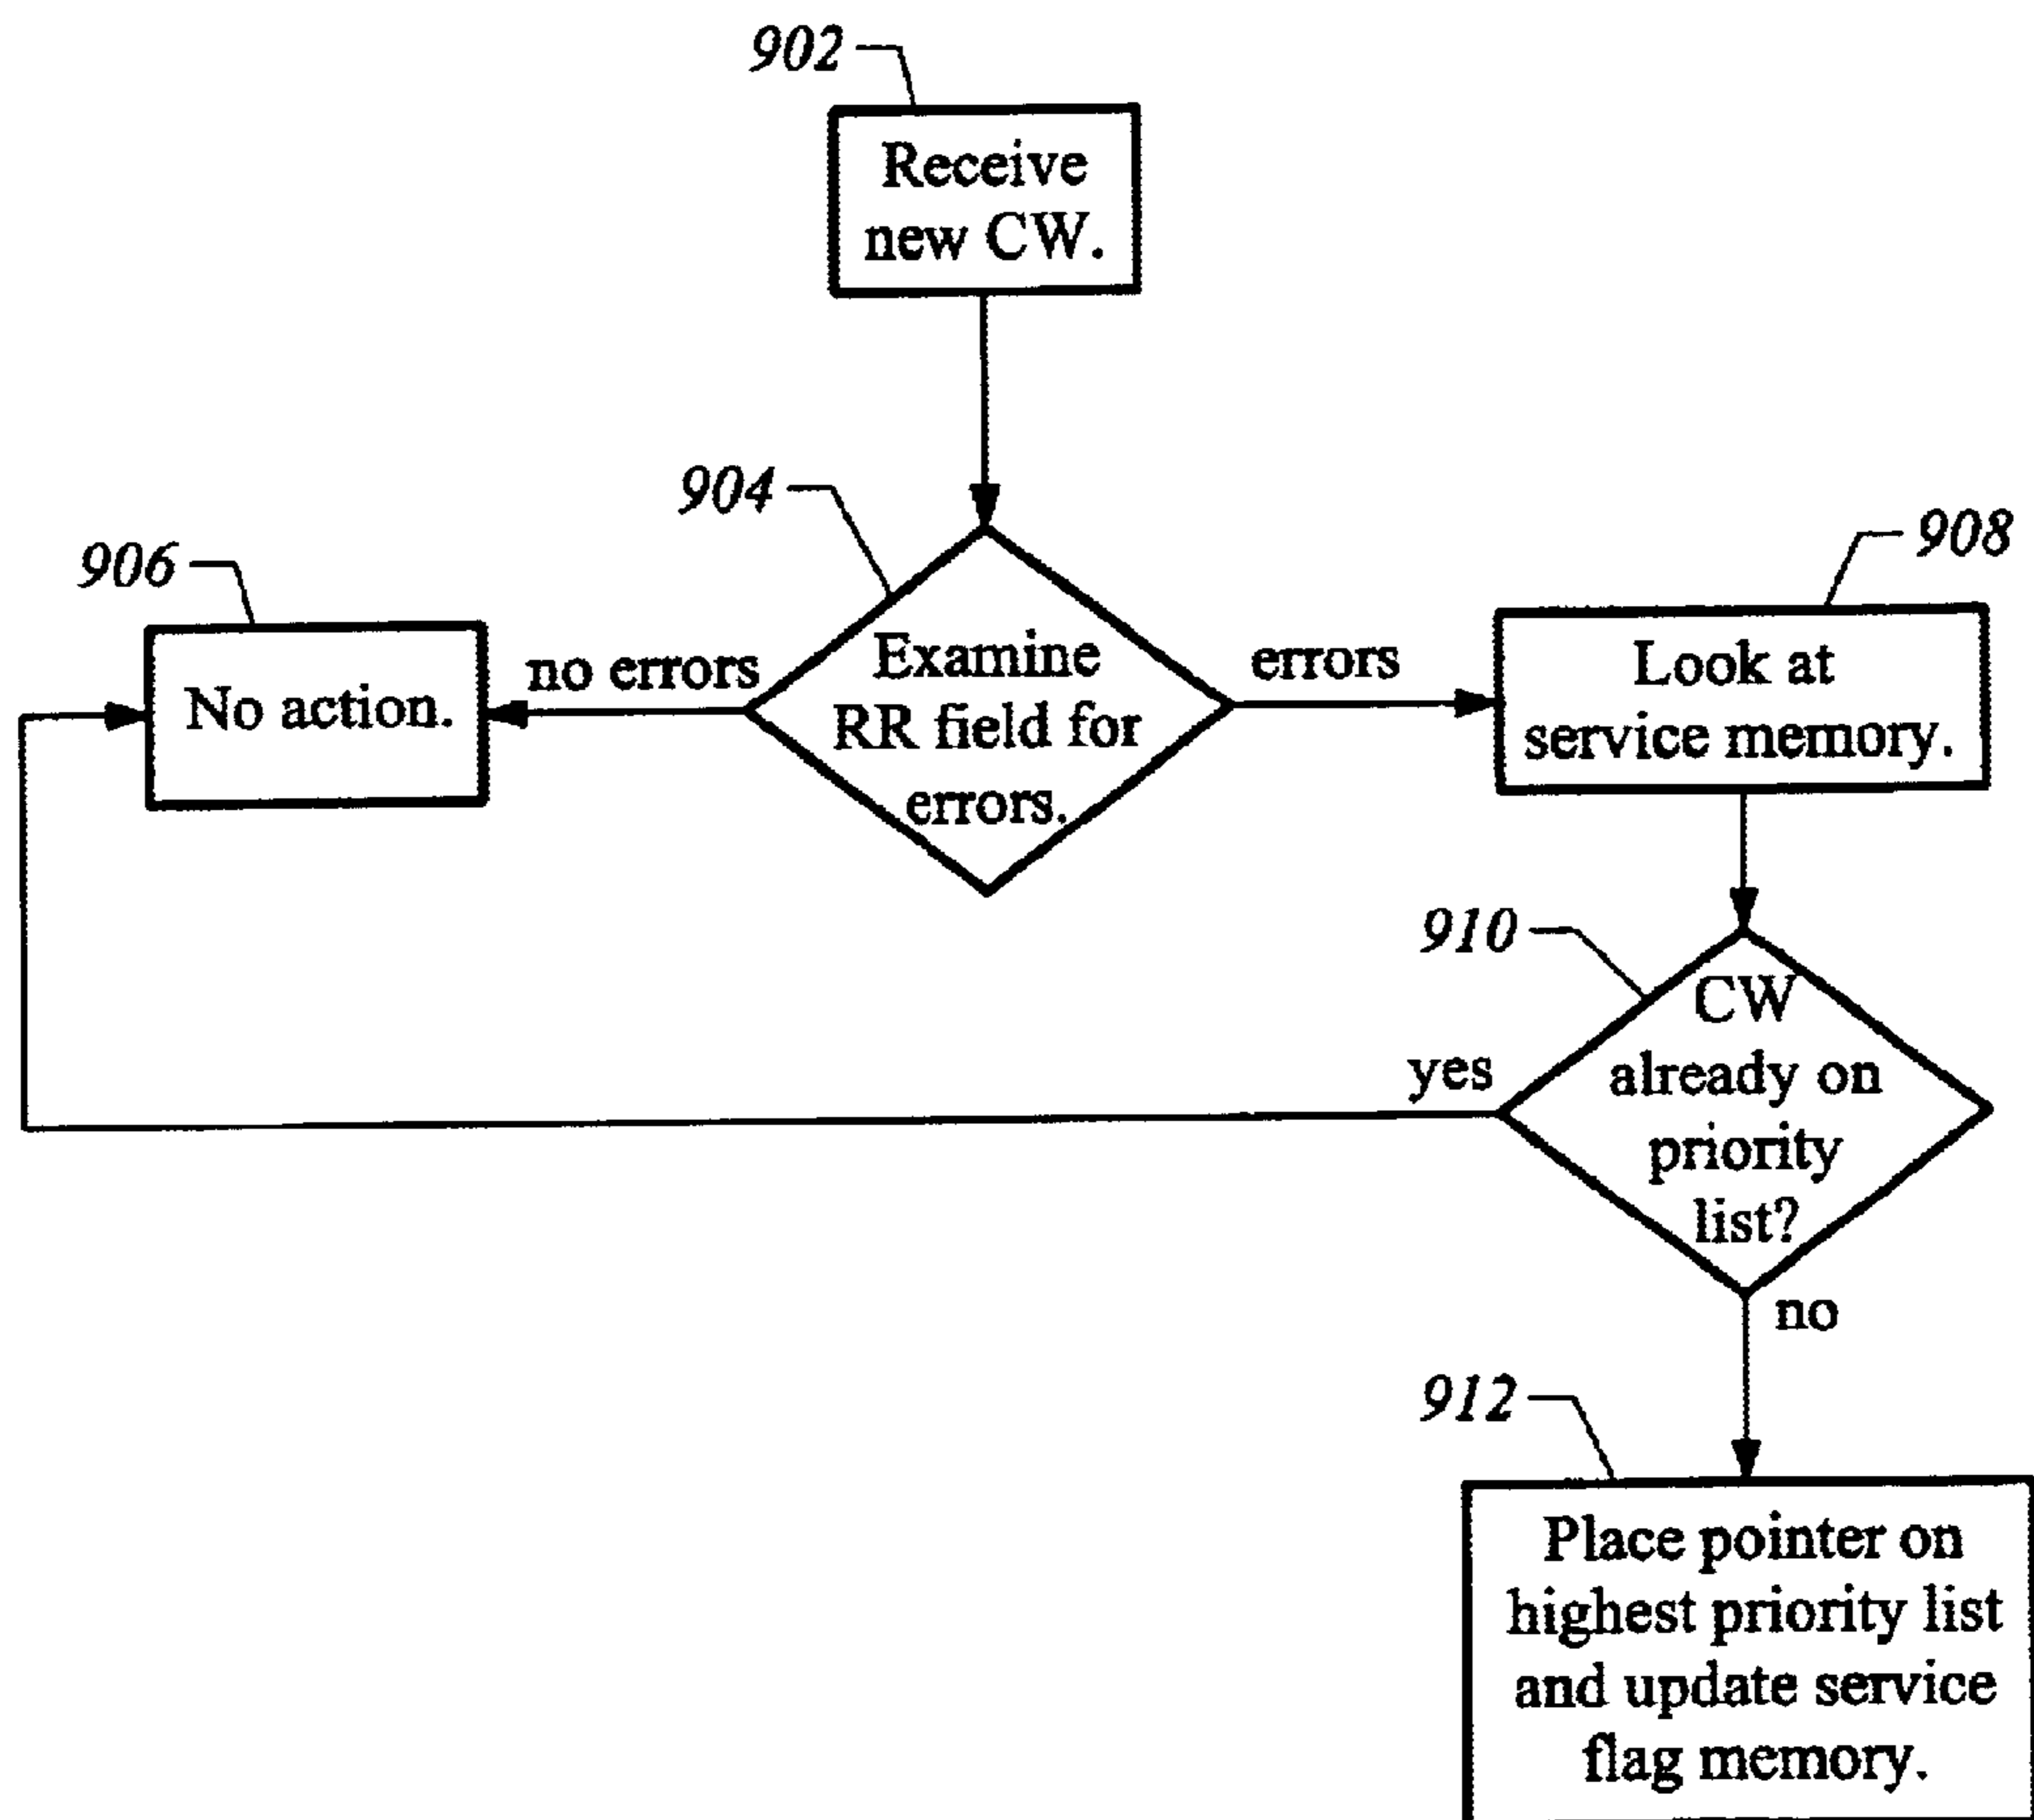 902
Receive
new CW.
904
906
908
No action.
no errors
Examine
RR field for
errors.
errors
Look at
service memory.
910
CW
already on
priority
list?
yes
no
912
Place pointer on
highest priority list
and update service
flag memory.